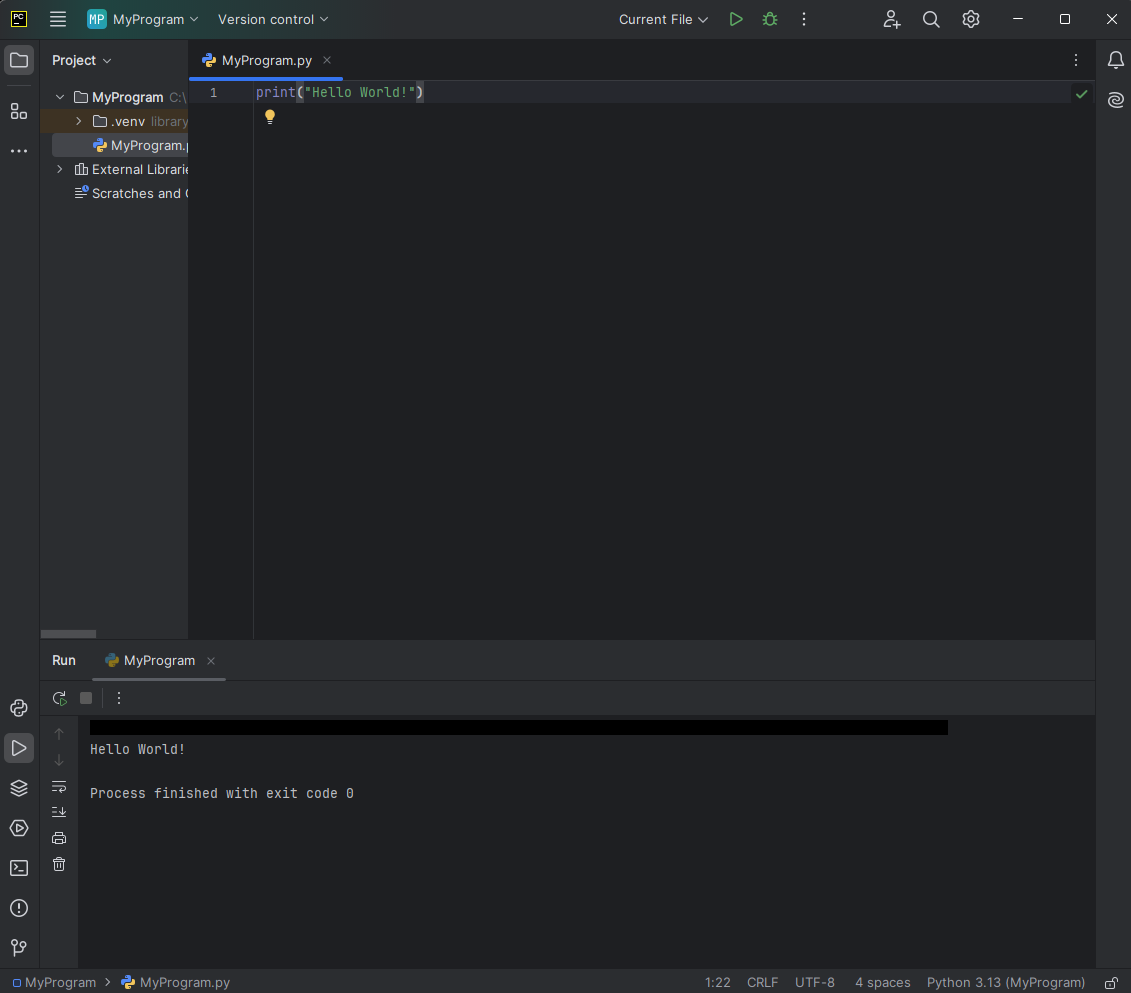 PC MP MyProgram Version control Current File
Project MyProgram.py
MyProgram C:\
1 print("Hello World!")
.venv library
MyProgram.p
External Librarie
Scratches and C
Run MyProgram
Hello World!
Process finished with exit code 0
MyProgram > MyProgram.py 1:22 CRLF UTF-8 4 spaces Python 3.13 (MyProgram)